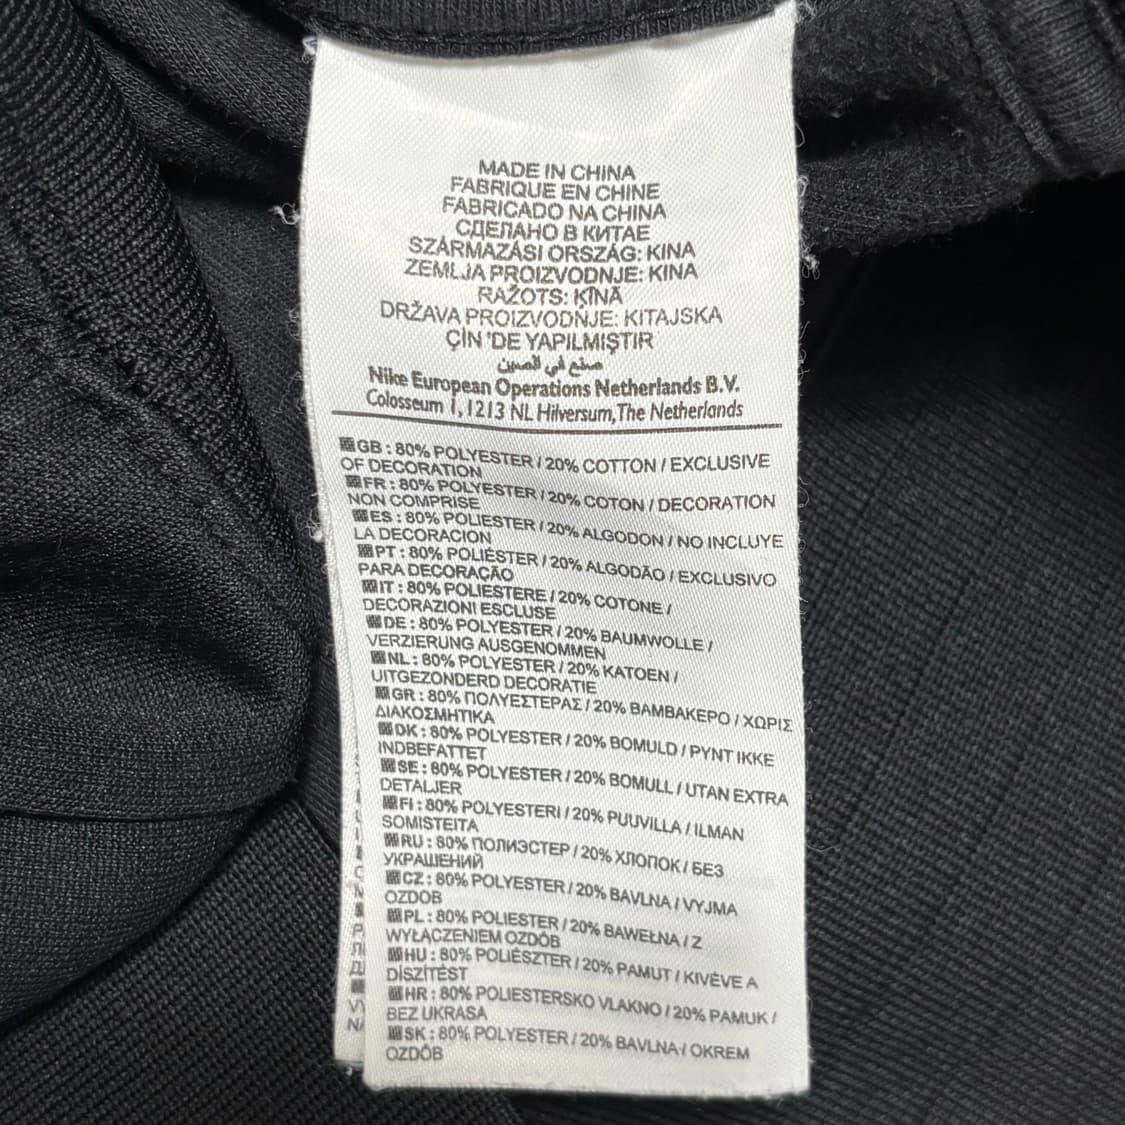 MADE IN CHINA
FABRIQUE EN CHINE
FABRICADO NA CHINA
СДЕЛАНО В КИТАЕ
SZÁRMAZÁSI ORSZÁG: KINA
ZEMLJA PROIZVODNJE: KINA
RAŽOTS: ĶĪNĀ
DRŽAVA PROIZVODNJE: KITAJSKA
ÇİN 'DE YAPILMIŞTIR
صنع في الصين
Nike European Operations Netherlands B.V.
Colosseum 1, 1213 NL Hilversum, The Netherlands
GB : 80% POLYESTER / 20% COTTON / EXCLUSIVE
OF DECORATION
FR : 80% POLYESTER / 20% COTON / DECORATION
NON COMPRISE
ES : 80% POLIESTER / 20% ALGODON / NO INCLUYE
LA DECORACION
PT : 80% POLIÉSTER / 20% ALGODÃO / EXCLUSIVO
PARA DECORAÇÃO
IT : 80% POLIESTERE / 20% COTONE /
DECORAZIONI ESCLUSE
DE : 80% POLYESTER / 20% BAUMWOLLE /
VERZIERUNG AUSGENOMMEN
NL : 80% POLYESTER / 20% KATOEN /
UITGEZONDERD DECORATIE
GR : 80% ΠΟΛΥΕΣΤΕΡΑΣ / 20% ΒΑΜΒΑΚΕΡΟ / ΧΩΡΙΣ
ΔΙΑΚΟΣΜΗΤΙΚΑ
DK : 80% POLYESTER / 20% BOMULD / PYNT IKKE
INDBEFATTET
SE : 80% POLYESTER / 20% BOMULL / UTAN EXTRA
DETALJER
FI : 80% POLYESTERI / 20% PUUVILLA / ILMAN
SOMISTEITA
RU : 80% ПОЛИЭСТЕР / 20% ХЛОПОК / БЕЗ
УКРАШЕНИЙ
CZ : 80% POLYESTER / 20% BAVLNA / VYJMA
OZDOB
PL : 80% POLIESTER / 20% BAWEŁNA / Z
WYŁĄCZENIEM OZDÓB
HU : 80% POLIÉSZTER / 20% PAMUT / KIVÉVE A
DÍSZÍTÉST
HR : 80% POLIESTERSKO VLAKNO / 20% PAMUK /
BEZ UKRASA
SK : 80% POLYESTER / 20% BAVLNA / OKREM
OZDÔB